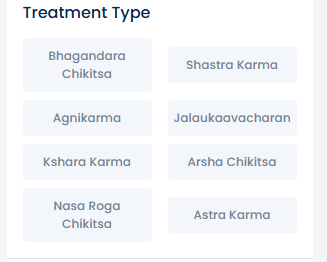 Treatment Type
Bhagandara
Chikitsa
Shastra Karma
Agnikarma
Jalaukaavacharan
Kshara Karma
Arsha Chikitsa
Nasa Roga
Chikitsa
Astra Karma